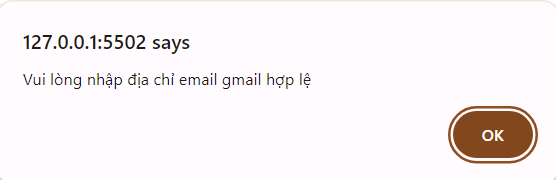 127.0.0.1:5502 says
Vui lòng nhập địa chỉ email gmail hợp lệ
OK